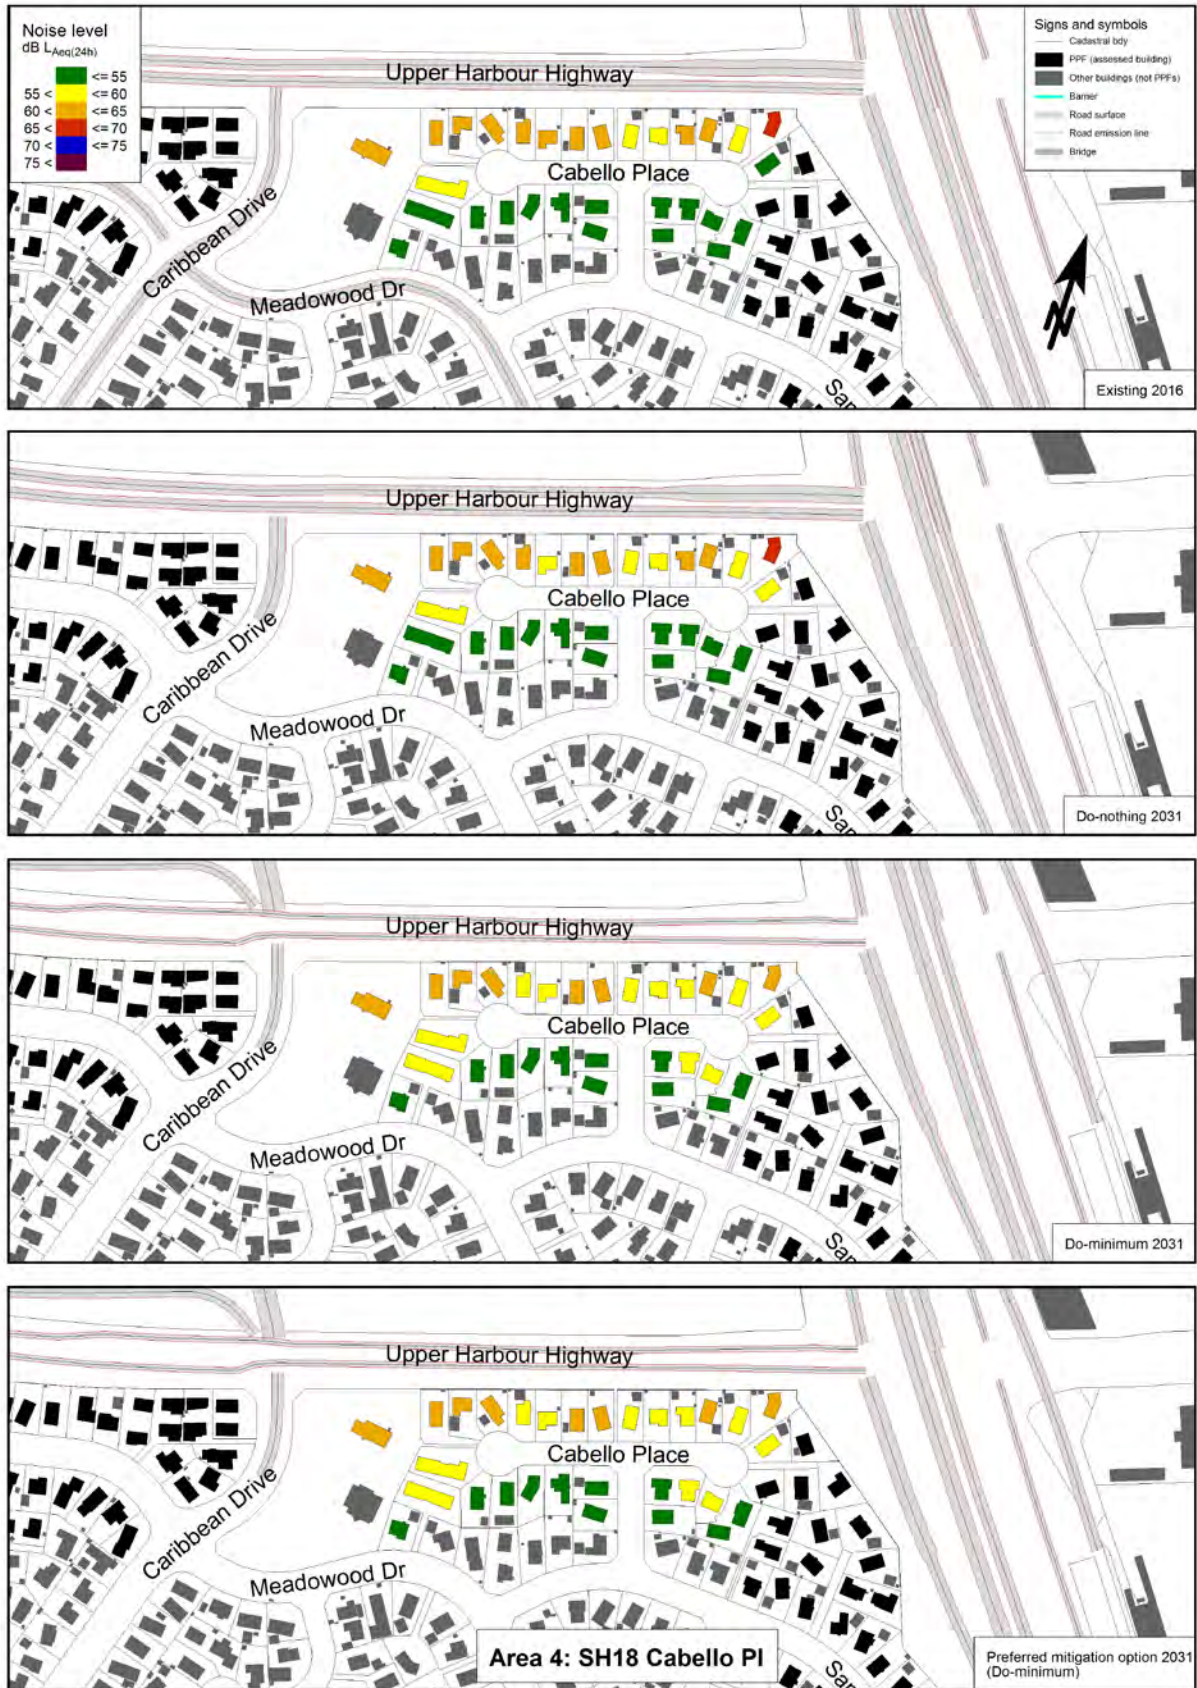 Noise level
dB LAeq(24h)
<= 55
55 < <= 60
60 < <= 65
65 < <= 70
70 < <= 75
75 <
Signs and symbols
Cadastral bdy
PPF (assessed building)
Other buildings (not PPFs)
Barrier
Road surface
Road emission line
Bridge
Upper Harbour Highway
Cabello Place
Caribbean Drive
Meadowood Dr
Sar
Existing 2016
Upper Harbour Highway
Cabello Place
Caribbean Drive
Meadowood Dr
Sar
Do-nothing 2031
Upper Harbour Highway
Cabello Place
Caribbean Drive
Meadowood Dr
Sar
Do-minimum 2031
Upper Harbour Highway
Cabello Place
Caribbean Drive
Meadowood Dr
Sar
Area 4: SH18 Cabello Pl
Preferred mitigation option 2031
(Do-minimum)